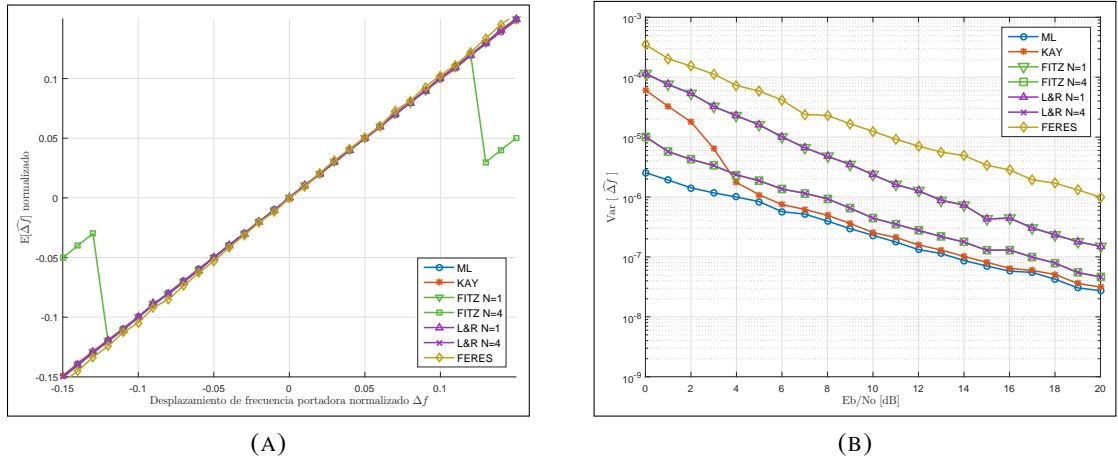 0.1
0.05
0
-0.05
-0.1
-0.15
E[Δ̂f] normalizado
-0.15
-0.1
-0.05
0
0.05
0.1
Desplazamiento de frecuencia portadora normalizado Δf
ML
KAY
FITZ N=1
FITZ N=4
L&R N=1
L&R N=4
FERES
(A)
10⁻³
10⁻⁴
10⁻⁵
10⁻⁶
10⁻⁷
10⁻⁸
10⁻⁹
Var [ Δ̂f ]
0
2
4
6
8
10
12
14
16
18
20
Eb/No [dB]
ML
KAY
FITZ N=1
FITZ N=4
L&R N=1
L&R N=4
FERES
(B)